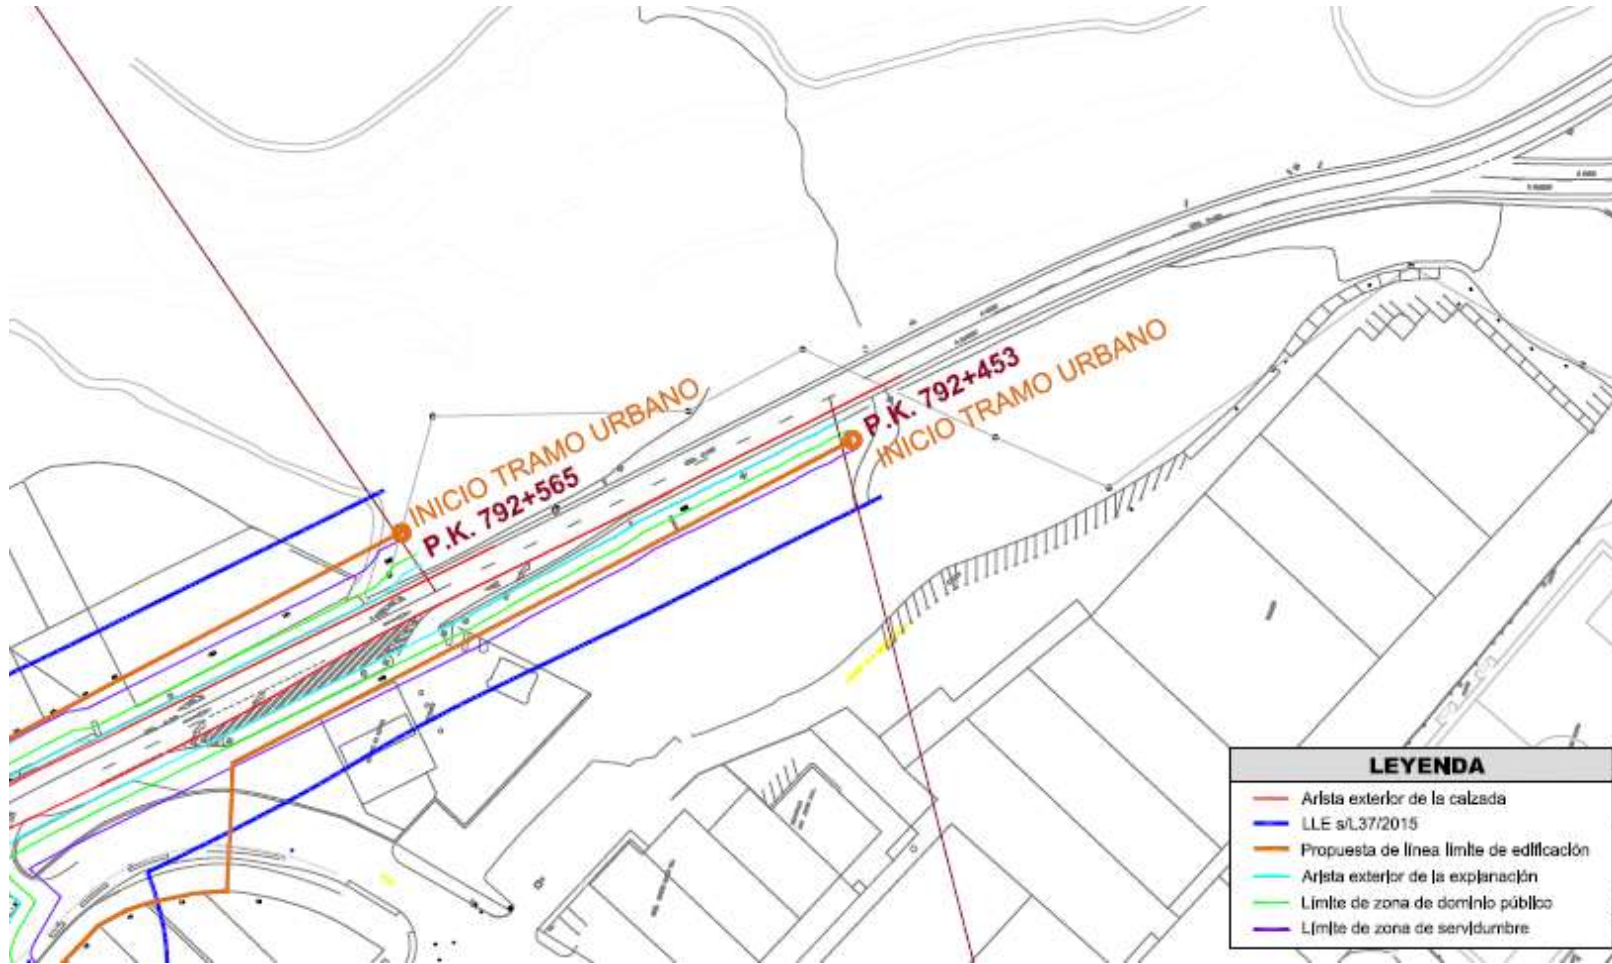 INICIO TRAMO URBANO
P.K. 792+565
P.K. 792+453
INICIO TRAMO URBANO
LEYENDA
Arista exterior de la calzada
LLE s/L37/2015
Propuesta de línea límite de edificación
Arista exterior de la explanación
Límite de zona de dominio público
Límite de zona de servidumbre